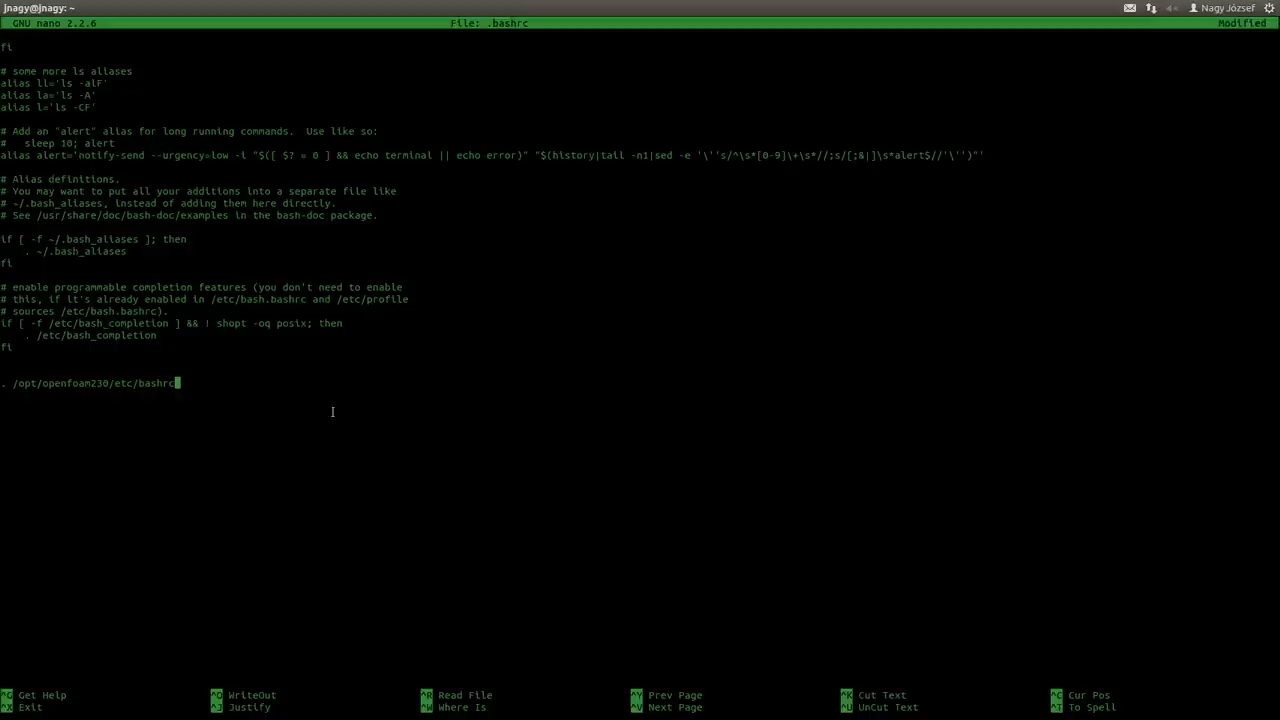 jnagy@jnagy: ~
Nagy József
GNU nano 2.2.6 File: .bashrc Modified
fi
# some more ls aliases
alias ll='ls -alF'
alias la='ls -A'
alias l='ls -CF'
# Add an "alert" alias for long running commands.  Use like so:
#   sleep 10; alert
alias alert='notify-send --urgency=low -i "$([ $? = 0 ] && echo terminal || echo error)" "$(history|tail -n1|sed -e '\''s/^\s*[0-9]\+\s*//;s/[;&|]\s*alert$//'\'')"'
# Alias definitions.
# You may want to put all your additions into a separate file like
# ~/.bash_aliases, instead of adding them here directly.
# See /usr/share/doc/bash-doc/examples in the bash-doc package.
if [ -f ~/.bash_aliases ]; then
    . ~/.bash_aliases
fi
# enable programmable completion features (you don't need to enable
# this, if it's already enabled in /etc/bash.bashrc and /etc/profile
# sources /etc/bash.bashrc).
if [ -f /etc/bash_completion ] && ! shopt -oq posix; then
    . /etc/bash_completion
fi
. /opt/openfoam230/etc/bashrc
^G Get Help ^O WriteOut ^R Read File ^Y Prev Page ^K Cut Text ^C Cur Pos
^X Exit ^J Justify ^W Where Is ^V Next Page ^U UnCut Text ^T To Spell